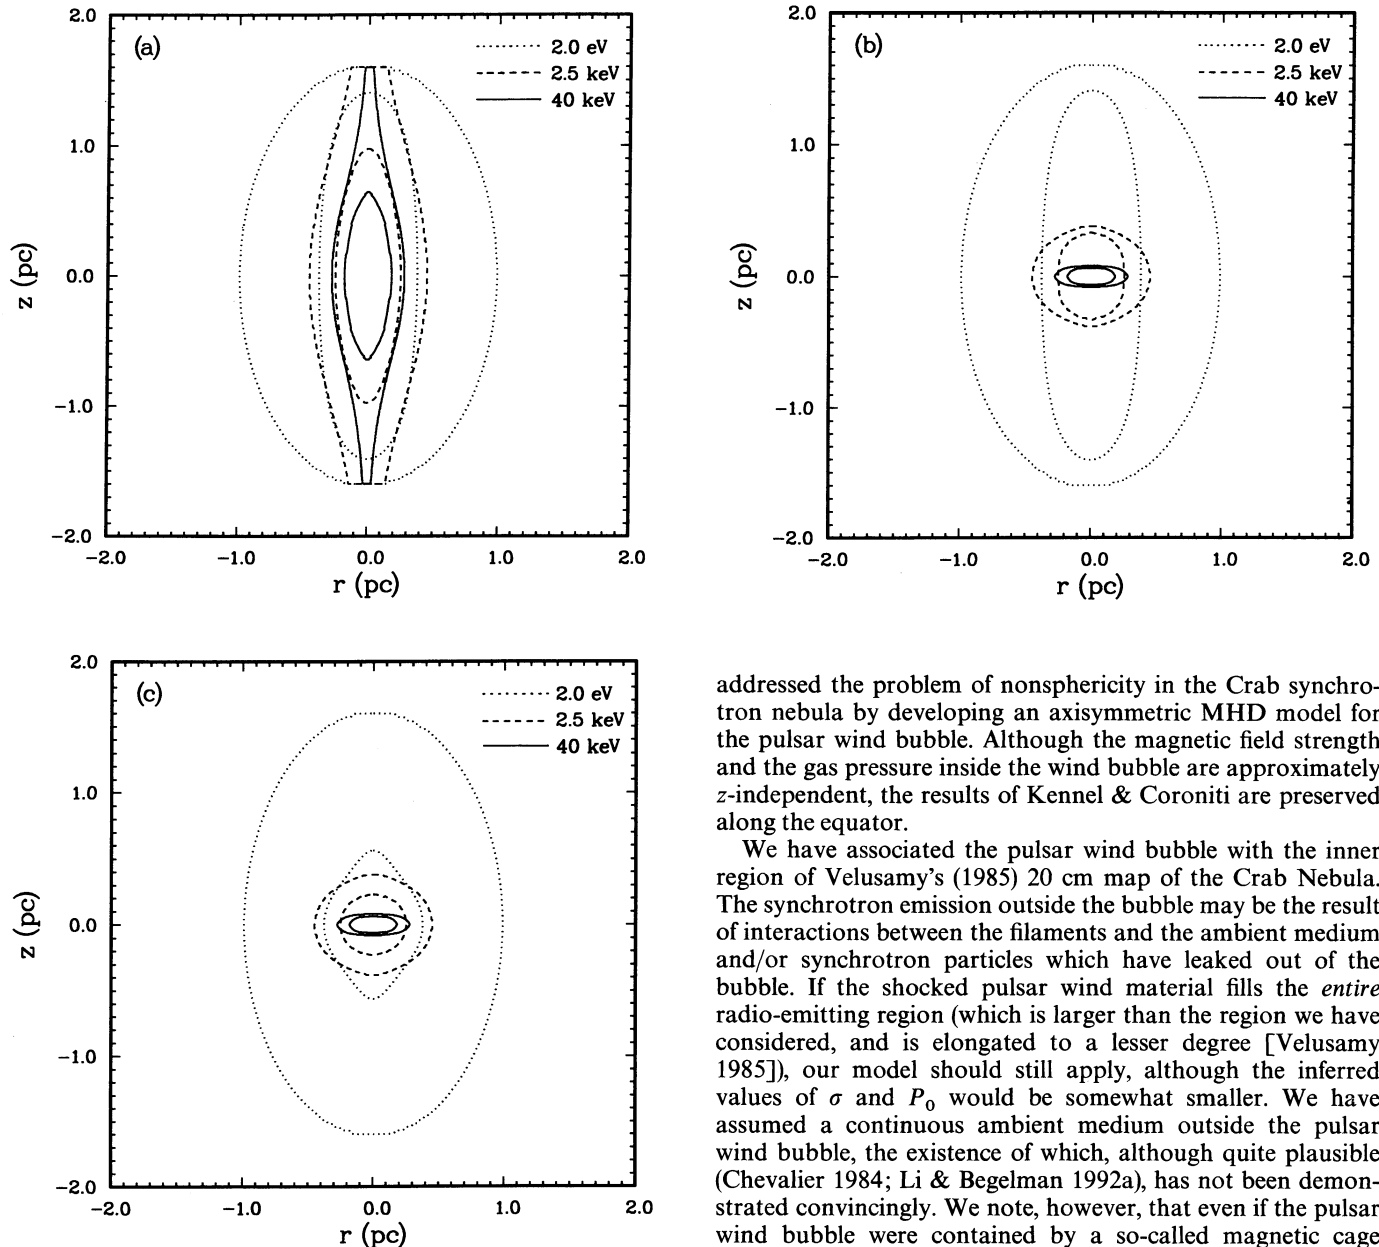 (a)
2.0 eV
2.5 keV
40 keV
2.0
1.0
0.0
−1.0
−2.0
z (pc)
−2.0 −1.0 0.0 1.0 2.0
r (pc)
(b)
2.0 eV
2.5 keV
40 keV
2.0
1.0
0.0
−1.0
−2.0
z (pc)
−2.0 −1.0 0.0 1.0 2.0
r (pc)
(c)
2.0 eV
2.5 keV
40 keV
2.0
1.0
0.0
−1.0
−2.0
z (pc)
−2.0 −1.0 0.0 1.0 2.0
r (pc)
addressed the problem of nonsphericity in the Crab synchro-
tron nebula by developing an axisymmetric MHD model for
the pulsar wind bubble. Although the magnetic field strength
and the gas pressure inside the wind bubble are approximately
z-independent, the results of Kennel & Coroniti are preserved
along the equator.
We have associated the pulsar wind bubble with the inner
region of Velusamy's (1985) 20 cm map of the Crab Nebula.
The synchrotron emission outside the bubble may be the result
of interactions between the filaments and the ambient medium
and/or synchrotron particles which have leaked out of the
bubble. If the shocked pulsar wind material fills the entire
radio-emitting region (which is larger than the region we have
considered, and is elongated to a lesser degree [Velusamy
1985]), our model should still apply, although the inferred
values of σ and P₀ would be somewhat smaller. We have
assumed a continuous ambient medium outside the pulsar
wind bubble, the existence of which, although quite plausible
(Chevalier 1984; Li & Begelman 1992a), has not been demon-
strated convincingly. We note, however, that even if the pulsar
wind bubble were contained by a so-called magnetic cage